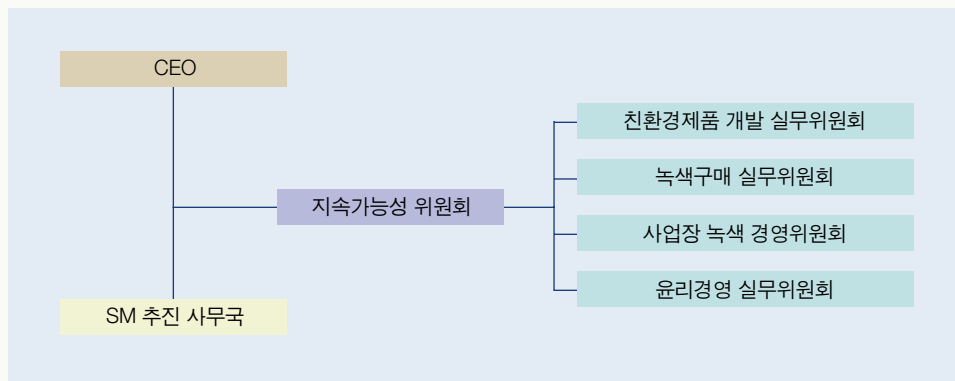 CEO
친환경제품 개발 실무위원회
녹색구매 실무위원회
지속가능성 위원회
사업장 녹색 경영위원회
윤리경영 실무위원회
SM 추진 사무국